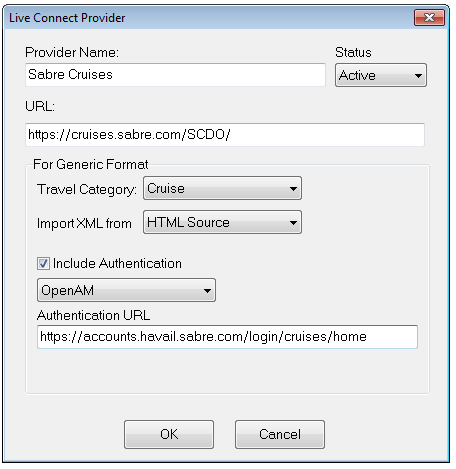 Live Connect Provider
Provider Name: Status
Sabre Cruises Active
URL:
https://cruises.sabre.com/SCDO/
For Generic Format
Travel Category: Cruise
Import XML from HTML Source
Include Authentication
OpenAM
Authentication URL
https://accounts.havail.sabre.com/login/cruises/home
OK Cancel